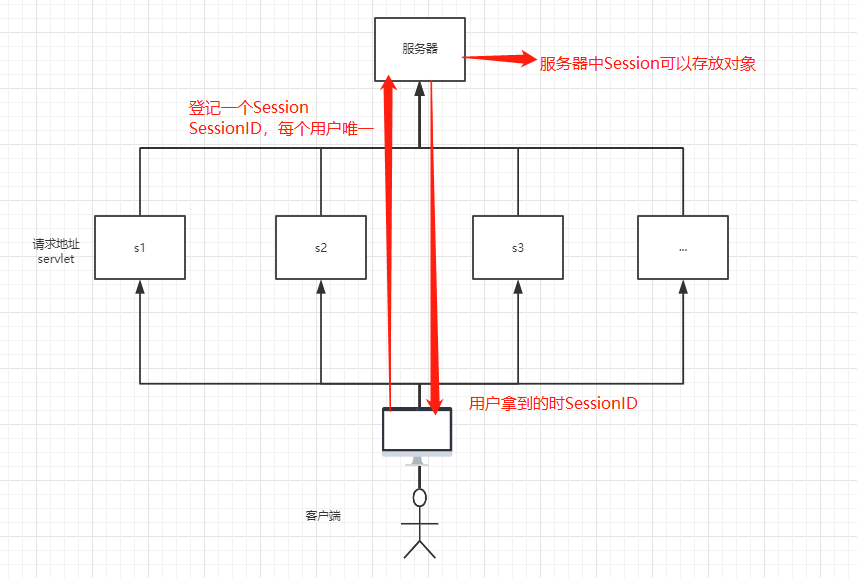 服务器
服务器中Session可以存放对象
登记一个Session
SessionID，每个用户唯一
请求地址
servlet
s1
s2
s3
...
用户拿到的时SessionID
客户端